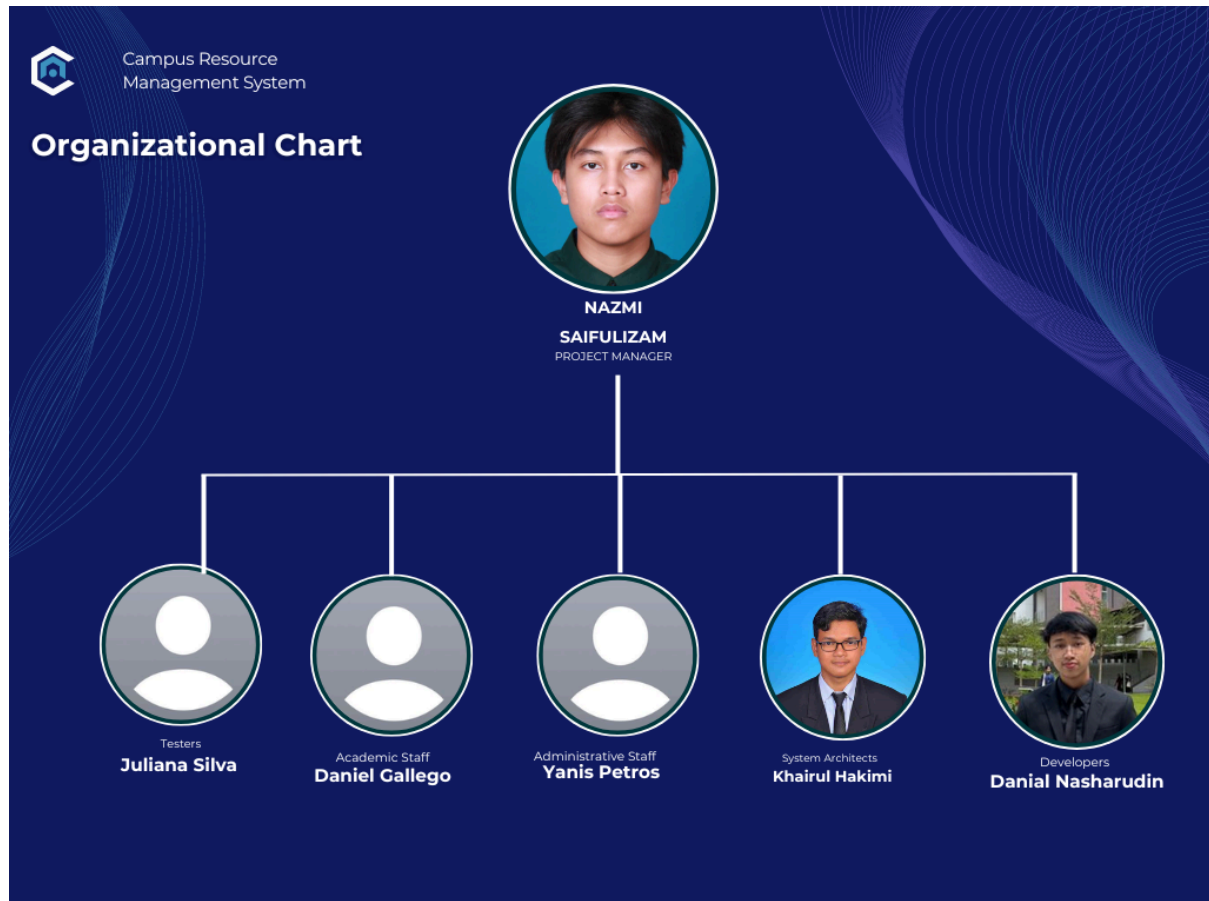 Campus Resource
Management System
Organizational Chart
NAZMI
SAIFULIZAM
PROJECT MANAGER
Testers
Juliana Silva
Academic Staff
Daniel Gallego
Administrative Staff
Yanis Petros
System Architects
Khairul Hakimi
Developers
Danial Nasharudin